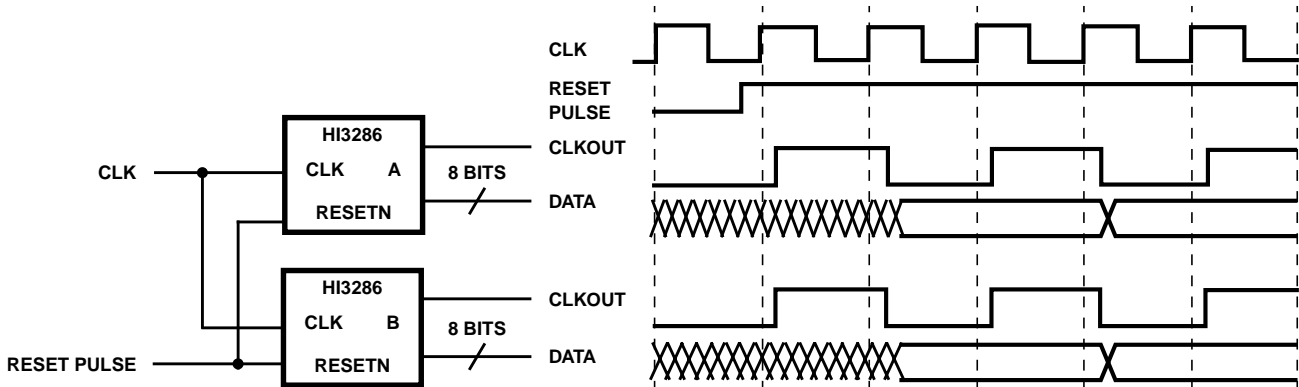 CLK
HI3286
CLK A
RESETN
8 BITS
CLKOUT
DATA
HI3286
CLK B
RESETN
8 BITS
CLKOUT
DATA
RESET PULSE
CLK
RESET
PULSE